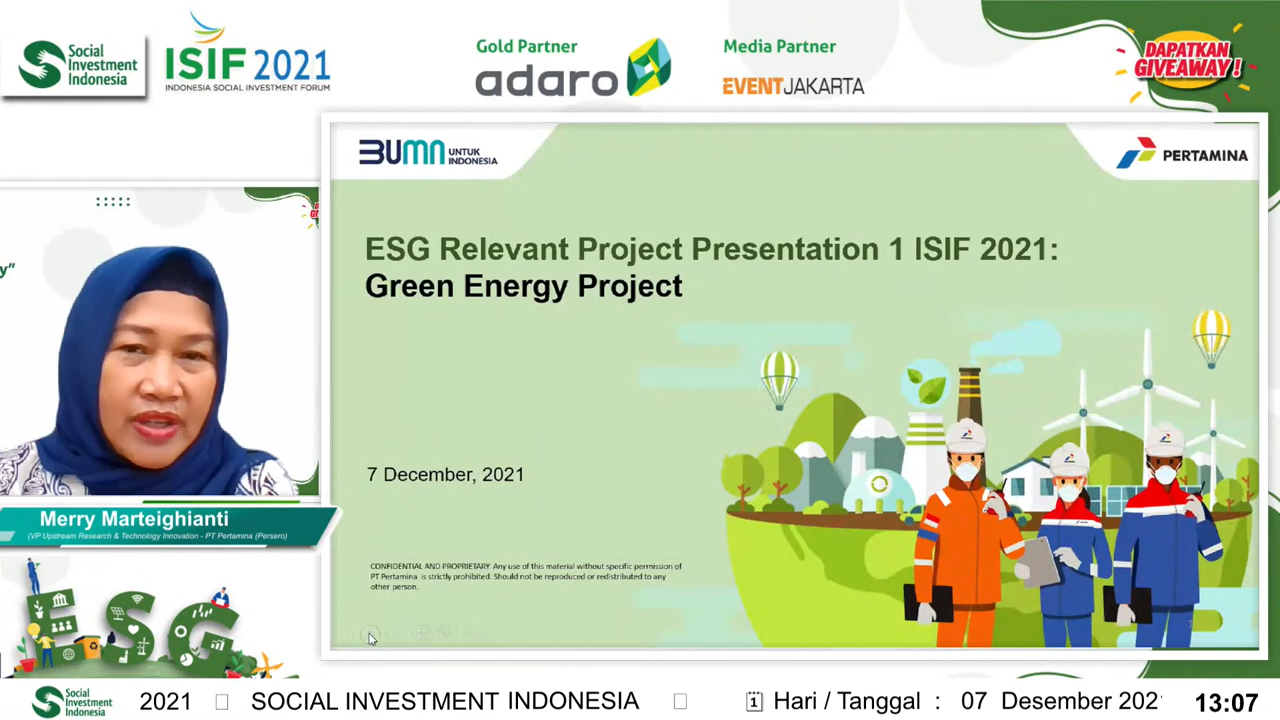 Social
Investment
Indonesia
ISIF 2021
INDONESIA SOCIAL INVESTMENT FORUM
Gold Partner
adaro
Media Partner
EVENTJAKARTA
DAPATKAN
GIVEAWAY !
BUMN
UNTUK
INDONESIA
PERTAMINA
ESG Relevant Project Presentation 1 ISIF 2021:
Green Energy Project
7 December, 2021
CONFIDENTIAL AND PROPRIETARY Any use of this material without specific permission of
PT Pertamina is strictly prohibited. Should not be reproduced or redistributed to any
other person.
y"
Merry Marteighianti
(VP Upstream Research & Technology Innovation - PT Pertamina (Persero)
ESG
Social
Investment
Indonesia
2021 SOCIAL INVESTMENT INDONESIA Hari / Tanggal : 07 Desember 202
13:07